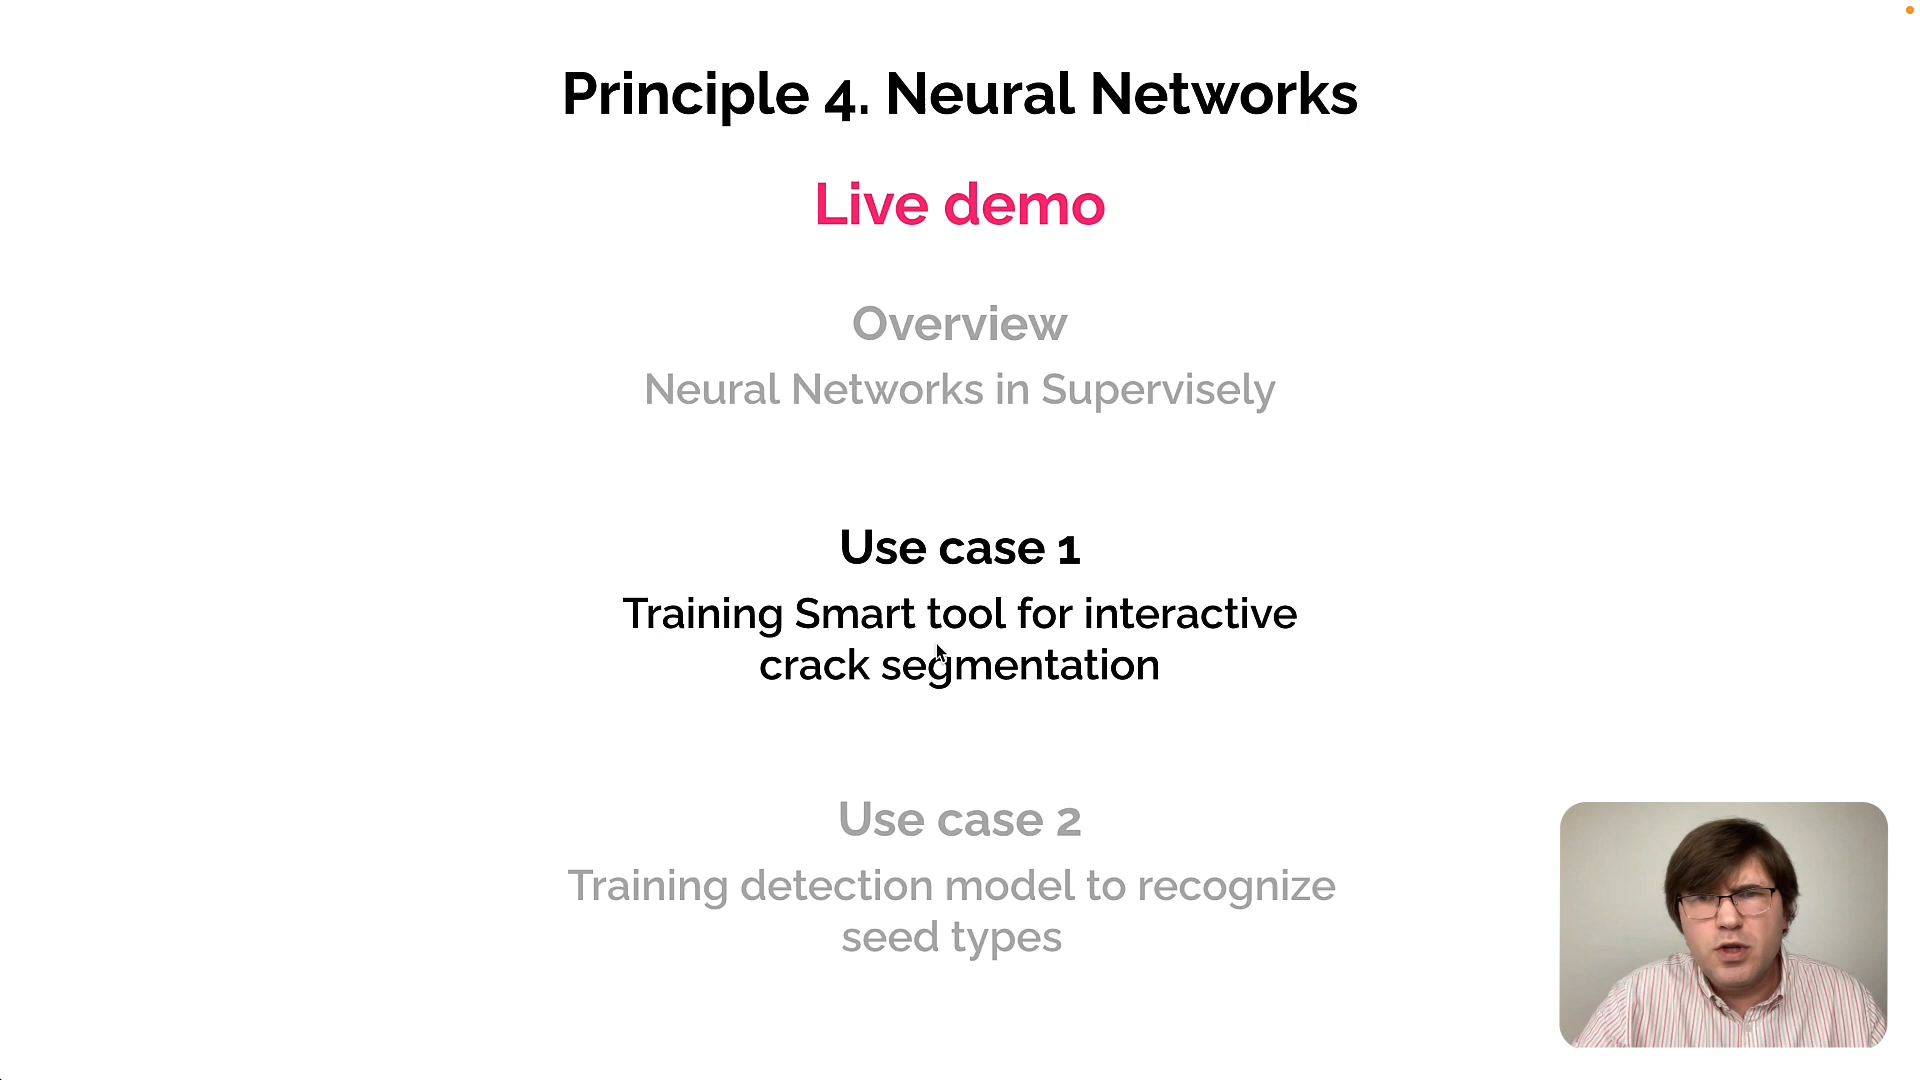 Principle 4. Neural Networks
Live demo
Overview
Neural Networks in Supervisely
Use case 1
Training Smart tool for interactive
crack segmentation
Use case 2
Training detection model to recognize
seed types